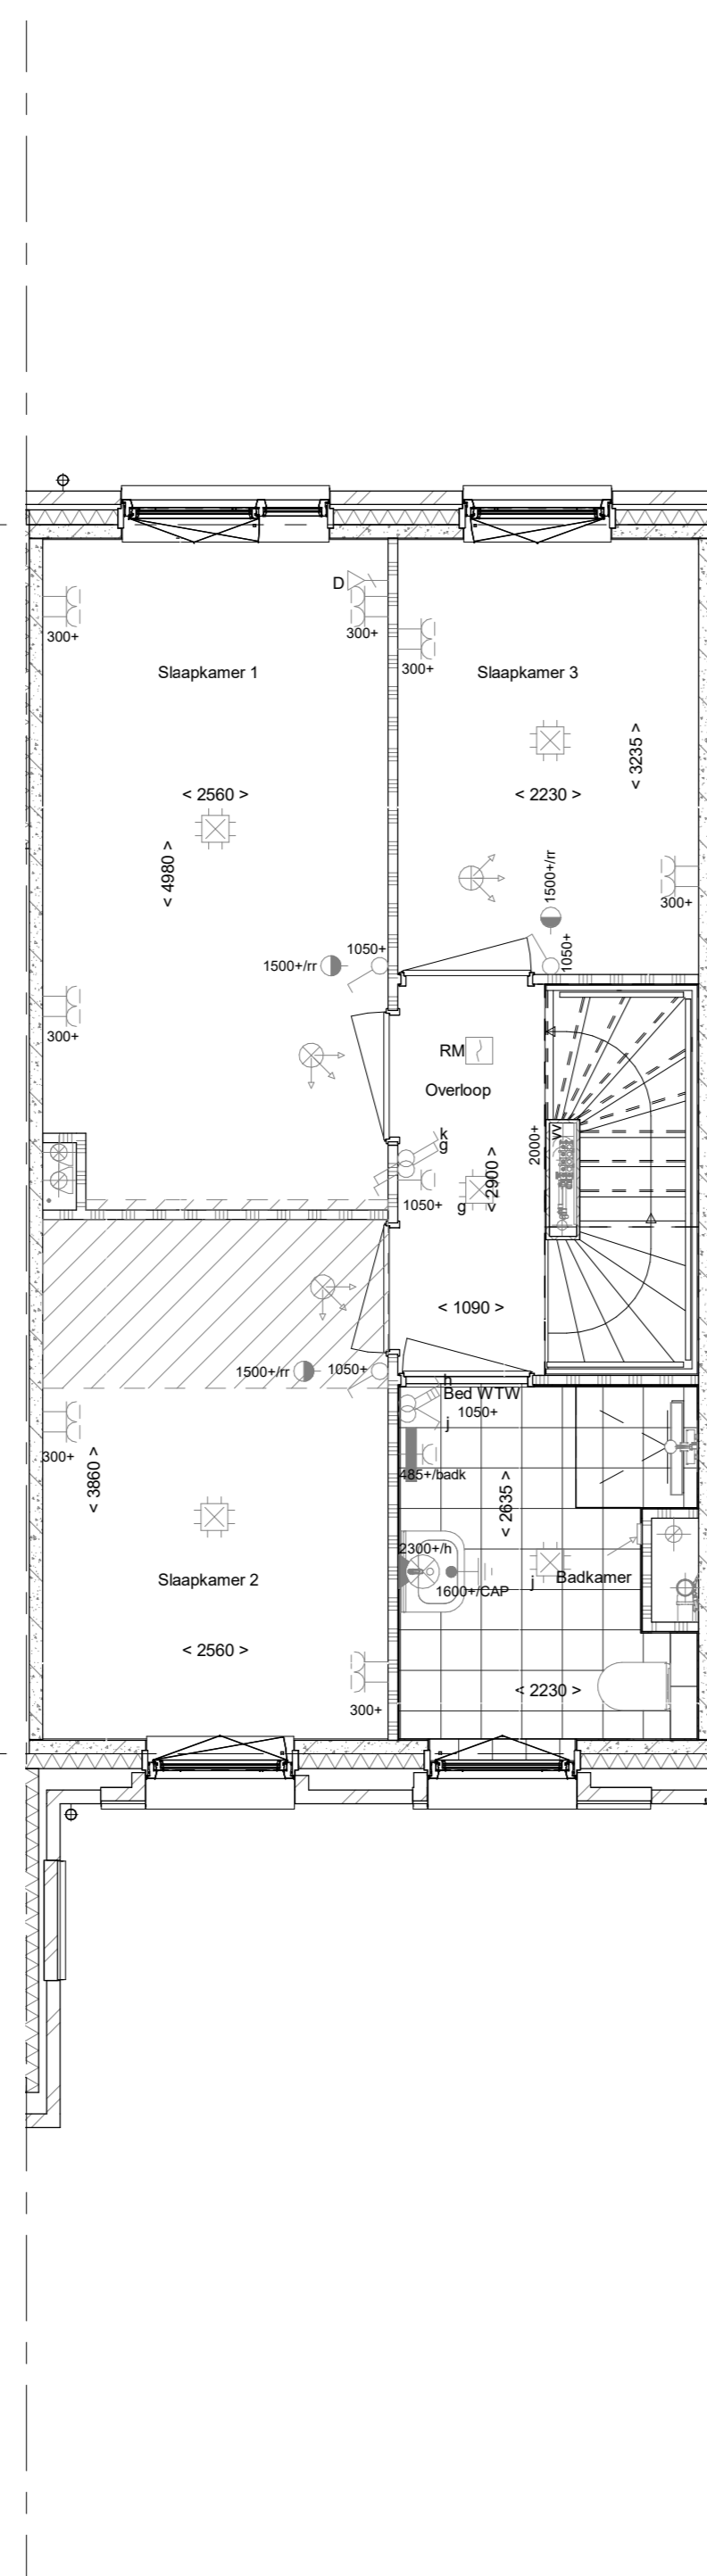 D
300+
300+
300+
Slaapkamer 1
Slaapkamer 3
< 3235 >
< 2560 >
< 2230 >
< 4980 >
1500+/rr
300+
1050+
1500+/rr
1050+
300+
RM
Overloop
k
g
2000+
VV
< 2900 >
1050+
g
< 1090 >
1500+/rr
1050+
h
Bed WTW
1050+
j
300+
485+/badk
< 3860 >
< 2635 >
2300+/h
1600+/CAP
j
Badkamer
Slaapkamer 2
< 2560 >
< 2230 >
300+